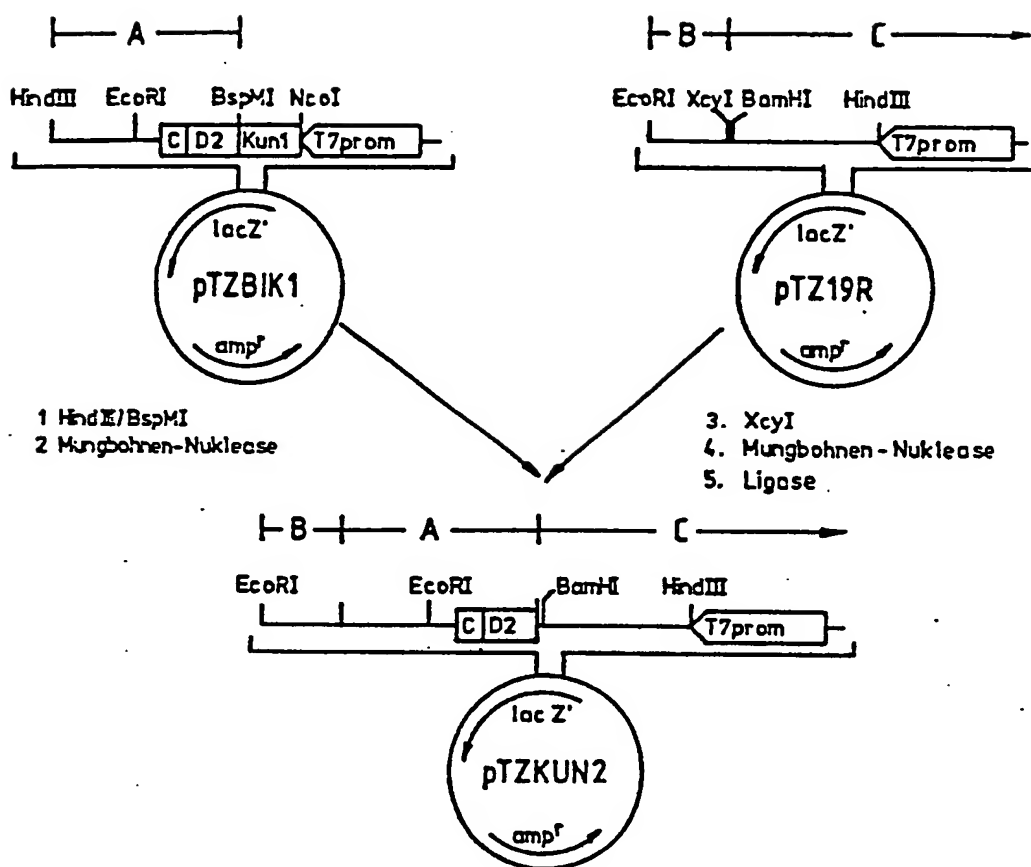 A
HindIII EcoRI BspMI NcoI
C D2 Kun1 T7prom
lacZ'
pTZBIK1
ampr
B C
EcoRI XcyI BamHI HindIII
T7prom
lacZ'
pTZ19R
ampr
1 HindIII/BspMI
2 Mungbohnen-Nuklease
3. XcyI
4. Mungbohnen-Nuklease
5. Ligase
B A C
EcoRI EcoRI BamHI HindIII
C D2 T7prom
lac Z'
pTZKUN2
ampr